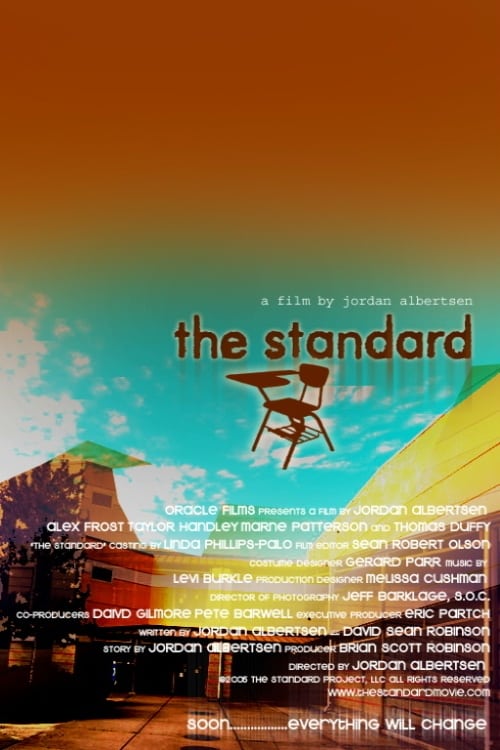 a film by jordan albertsen
the standard
ORACLE FILMS PRESENTS A FILM BY JORDAN ALBERTSEN
ALEX FROST TAYLOR HANDLEY MARNE PATTERSON AND THOMAS DUFFY
"THE STANDARD" CASTING BY LINDA PHILLIPS-PALO FILM EDITOR SEAN ROBERT OLSON
COSTUME DESIGNER GERARD PARR MUSIC BY
LEVI BURKLE PRODUCTION DESIGNER MELISSA CUSHMAN
DIRECTOR OF PHOTOGRAPHY JEFF BARKLAGE, S.O.C.
CO-PRODUCERS DAIVD GILMORE PETE BARWELL EXECUTIVE PRODUCER ERIC PARTCH
WRITTEN BY JORDAN ALBERTSEN DAVID SEAN ROBINSON
STORY BY JORDAN ALBERTSEN PRODUCER BRIAN SCOTT ROBINSON
DIRECTED BY JORDAN ALBERTSEN
©2005 THE STANDARD PROJECT, LLC ALL RIGHTS RESERVED
WWW.THESTANDARDMOVIE.COM
SOON................EVERYTHING WILL CHANGE